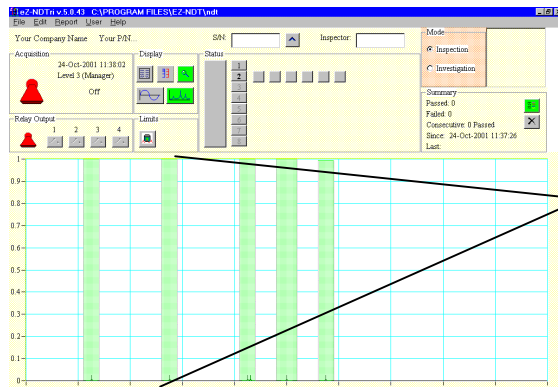 eZ-NDTri v.5.0.43 C:\PROGRAM FILES\EZ-NDT\ndt
File Edit Report User Help
Your Company Name Your P/N... S/N: Inspector:
Mode
Inspection
Investigation
Acquistion
24-Oct-2001 11:38:02
Level 3 (Manager)
Off
Display
Status
1
2
3
4
5
6
7
8
Relay Output
1 2 3 4
Limits
Summary
Passed: 0
Failed: 0
Consecutive: 0 Passed
Since: 24-Oct-2001 11:37:26
Last:
1
0.9
0.8
0.7
0.6
0.5
0.4
0.3
0.2
0.1
0